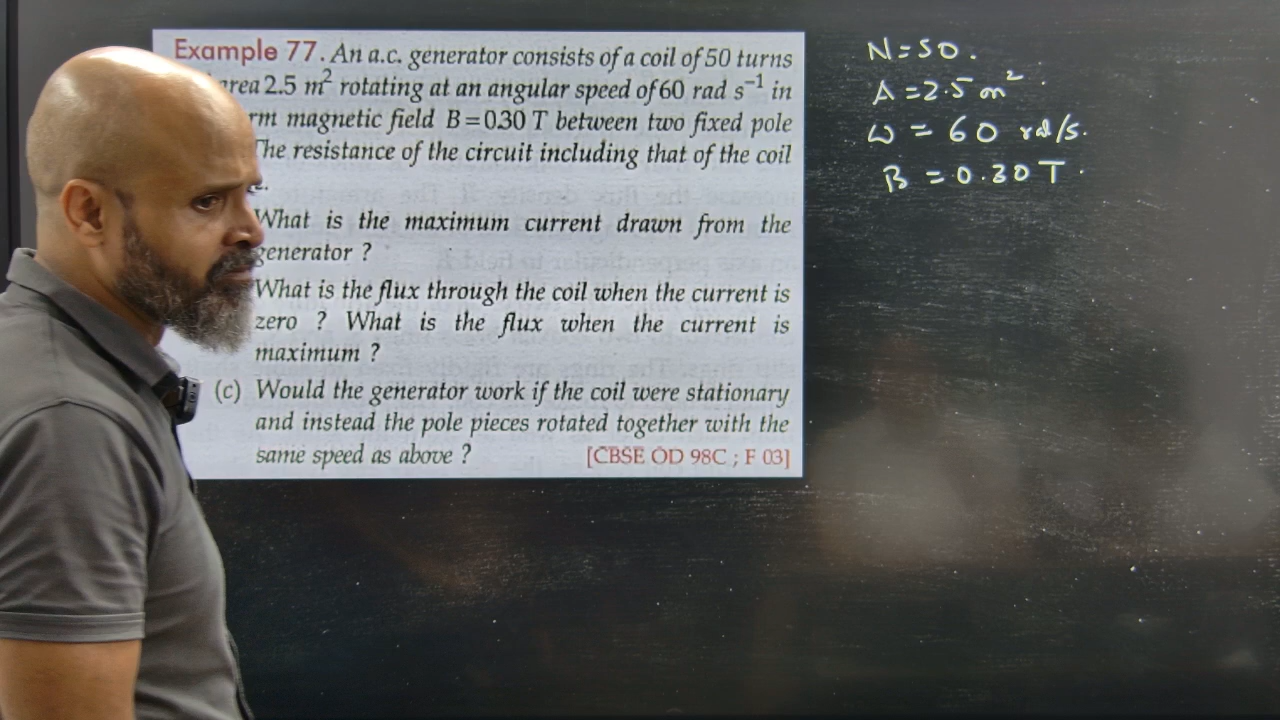 Example 77. An a.c. generator consists of a coil of 50 turns
area 2.5 m² rotating at an angular speed of 60 rad s⁻¹ in
magnetic field B=0.30 T between two fixed pole
The resistance of the circuit including that of the coil
What is the maximum current drawn from the
generator ?
What is the flux through the coil when the current is
zero ? What is the flux when the current is
maximum ?
(c) Would the generator work if the coil were stationary
and instead the pole pieces rotated together with the
same speed as above ? [CBSE OD 98C ; F 03]
N=50.
A=2.5 m².
ω = 60 rad/s.
B = 0.30 T.